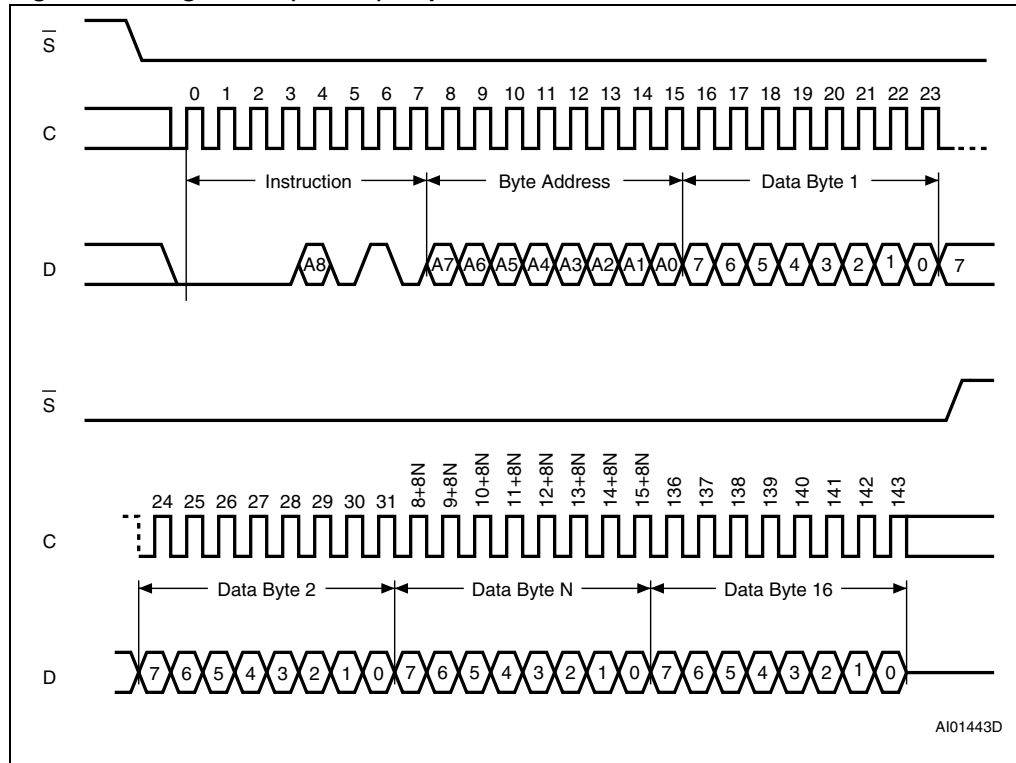 S
0 1 2 3 4 5 6 7 8 9 10 11 12 13 14 15 16 17 18 19 20 21 22 23
C
Instruction Byte Address Data Byte 1
D A8 A7 A6 A5 A4 A3 A2 A1 A0 7 6 5 4 3 2 1 0 7
S
24 25 26 27 28 29 30 31 8+8N 9+8N 10+8N 11+8N 12+8N 13+8N 14+8N 15+8N 136 137 138 139 140 141 142 143
C
Data Byte 2 Data Byte N Data Byte 16
D 7 6 5 4 3 2 1 0 7 6 5 4 3 2 1 0 7 6 5 4 3 2 1 0
AI01443D